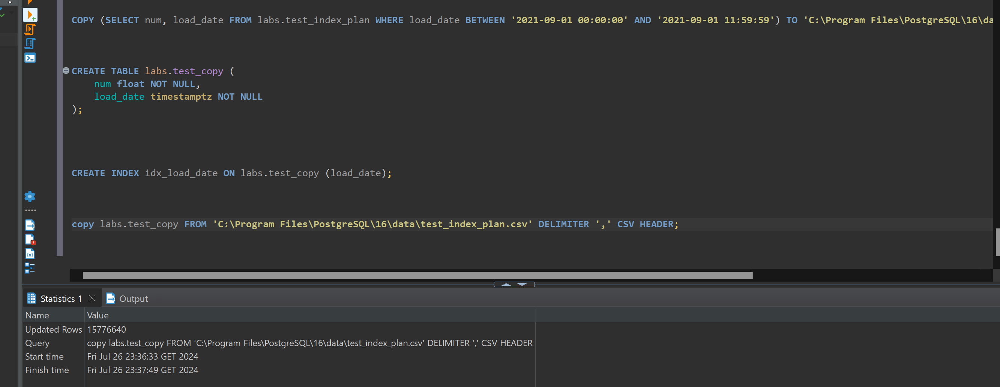 COPY (SELECT num, load_date FROM labs.test_index_plan WHERE load_date BETWEEN '2021-09-01 00:00:00' AND '2021-09-01 11:59:59') TO 'C:\Program Files\PostgreSQL\16\da
CREATE TABLE labs.test_copy (
    num float NOT NULL,
    load_date timestamptz NOT NULL
);
CREATE INDEX idx_load_date ON labs.test_copy (load_date);
copy labs.test_copy FROM 'C:\Program Files\PostgreSQL\16\data\test_index_plan.csv' DELIMITER ',' CSV HEADER;
Statistics 1 Output
Name Value
Updated Rows 15776640
Query copy labs.test_copy FROM 'C:\Program Files\PostgreSQL\16\data\test_index_plan.csv' DELIMITER ',' CSV HEADER
Start time Fri Jul 26 23:36:33 GET 2024
Finish time Fri Jul 26 23:37:49 GET 2024